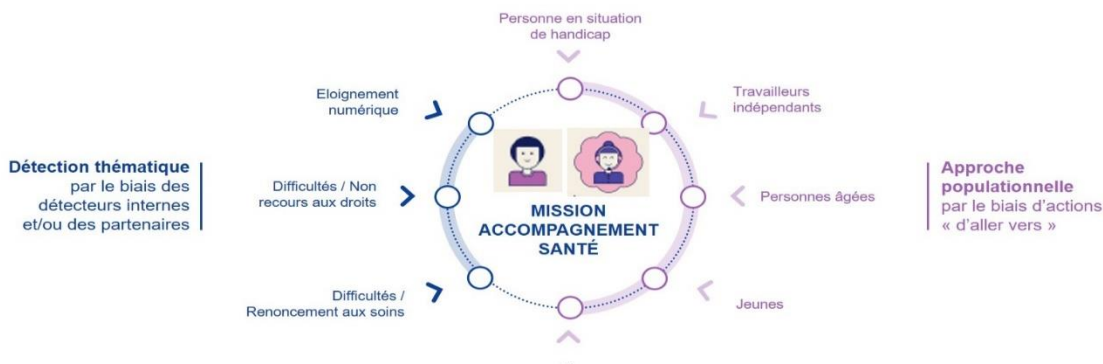 Personne en situation
de handicap
Eloignement
numérique
Travailleurs
indépendants
Détection thématique
par le biais des
détecteurs internes
et/ou des partenaires
Difficultés / Non
recours aux droits
MISSION
ACCOMPAGNEMENT
SANTÉ
Personnes âgées
Approche
populationnelle
par le biais d'actions
« d'aller vers »
Difficultés /
Renoncement aux soins
Jeunes